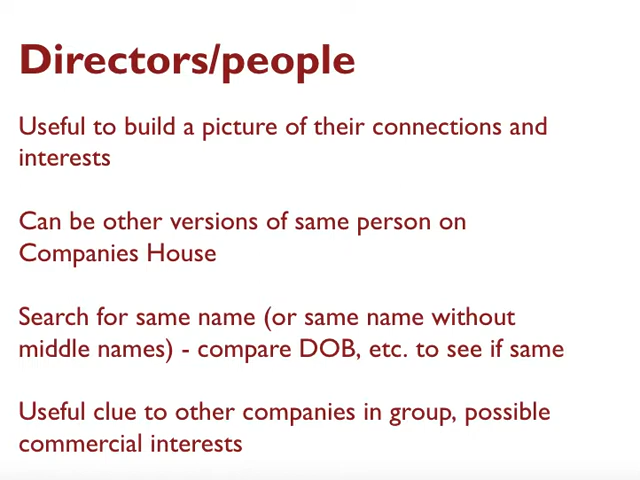 Directors/people
Useful to build a picture of their connections and
interests
Can be other versions of same person on
Companies House
Search for same name (or same name without
middle names) - compare DOB, etc. to see if same
Useful clue to other companies in group, possible
commercial interests